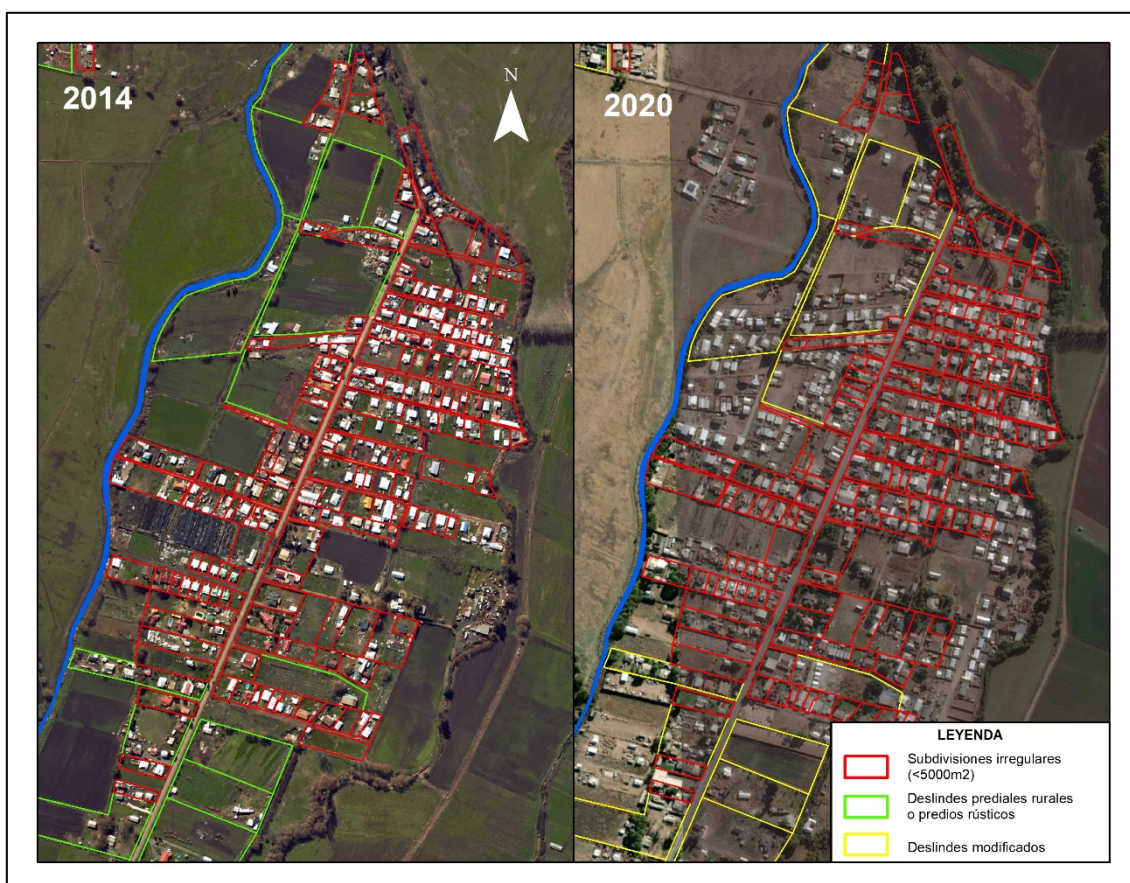 2014
N
2020
LEYENDA
Subdivisiones irregulares
(<5000m2)
Deslindes prediales rurales
o predios rústicos
Deslindes modificados